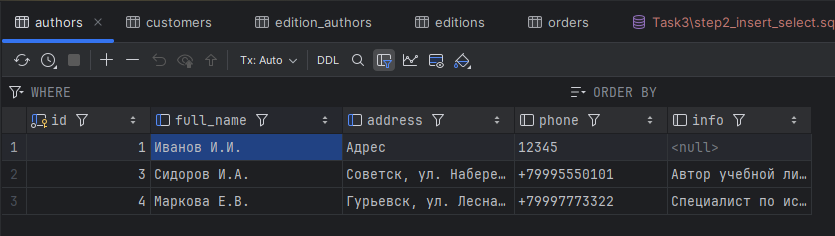 authors customers edition_authors editions orders Task3\step2_insert_select.sq
Tx: Auto DDL
WHERE ORDER BY
id full_name address phone info
1 1 Иванов И.И. Адрес 12345 <null>
2 3 Сидоров И.А. Советск, ул. Набере… +79995550101 Автор учебной ли…
3 4 Маркова Е.В. Гурьевск, ул. Лесна… +79997773322 Специалист по ис…